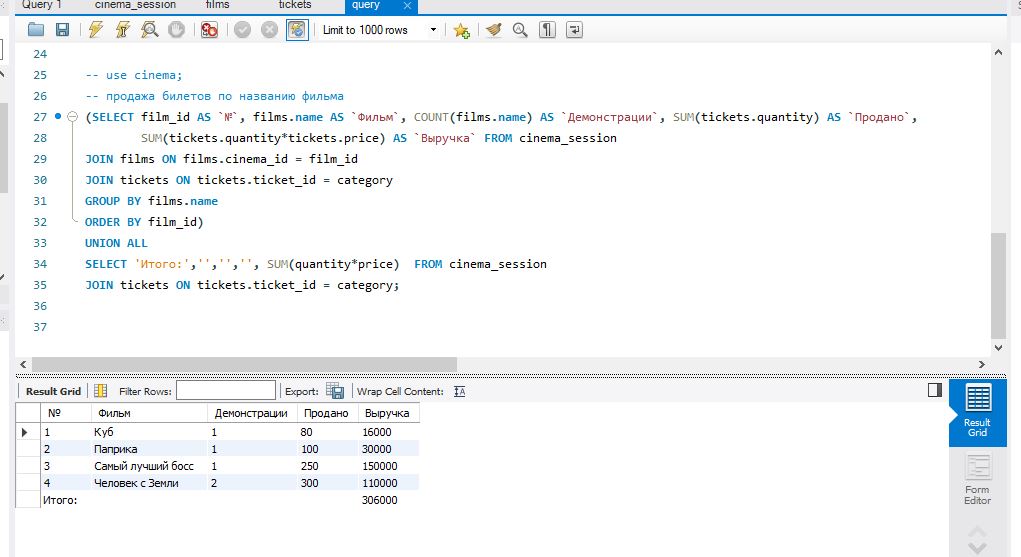 Query 1 cinema_session films tickets query
Limit to 1000 rows
24
25 -- use cinema;
26 -- продажа билетов по названию фильма
27 (SELECT film_id AS `№`, films.name AS `Фильм`, COUNT(films.name) AS `Демонстрации`, SUM(tickets.quantity) AS `Продано`,
28 SUM(tickets.quantity*tickets.price) AS `Выручка` FROM cinema_session
29 JOIN films ON films.cinema_id = film_id
30 JOIN tickets ON tickets.ticket_id = category
31 GROUP BY films.name
32 ORDER BY film_id)
33 UNION ALL
34 SELECT 'Итого:','','','', SUM(quantity*price) FROM cinema_session
35 JOIN tickets ON tickets.ticket_id = category;
36
37
Result Grid Filter Rows: Export: Wrap Cell Content:
№ Фильм Демонстрации Продано Выручка
1 Куб 1 80 16000
2 Паприка 1 100 30000
3 Самый лучший босс 1 250 150000
4 Человек с Земли 2 300 110000
Итого: 306000
Result
Grid
Form
Editor